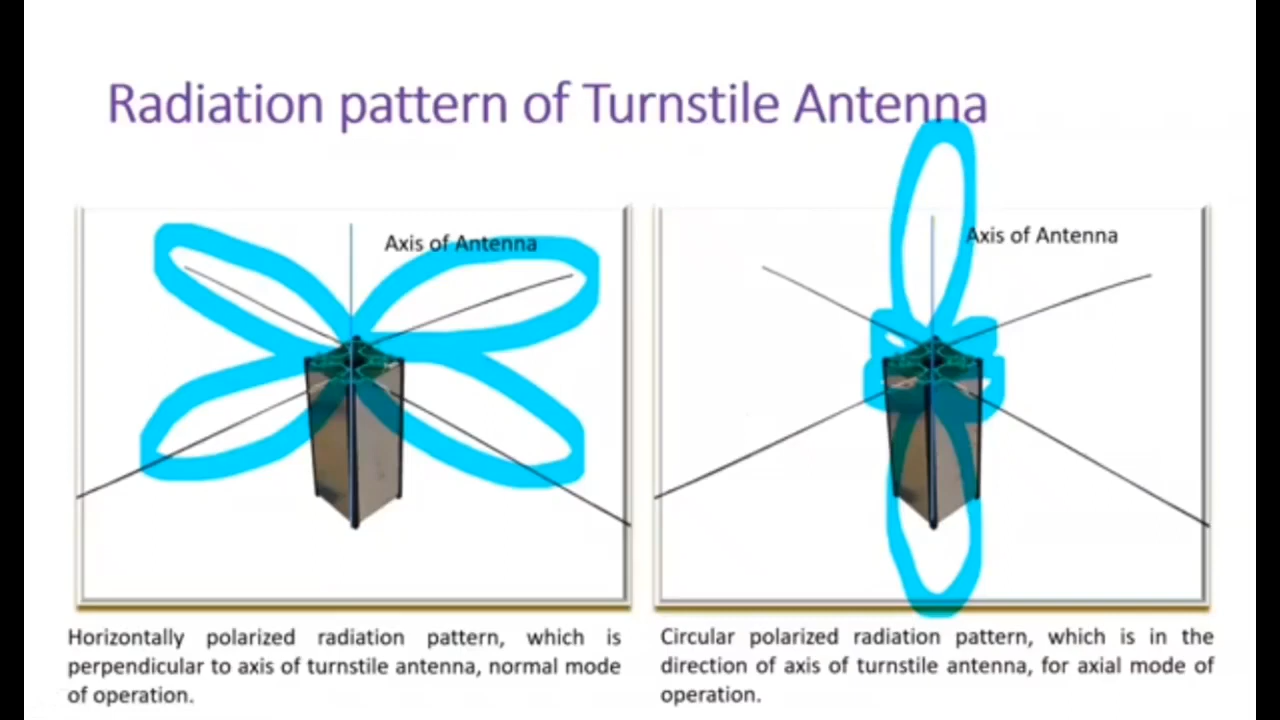 Radiation pattern of Turnstile Antenna
Axis of Antenna
Axis of Antenna
Horizontally polarized radiation pattern, which is
perpendicular to axis of turnstile antenna, normal mode
of operation.
Circular polarized radiation pattern, which is in the
direction of axis of turnstile antenna, for axial mode of
operation.